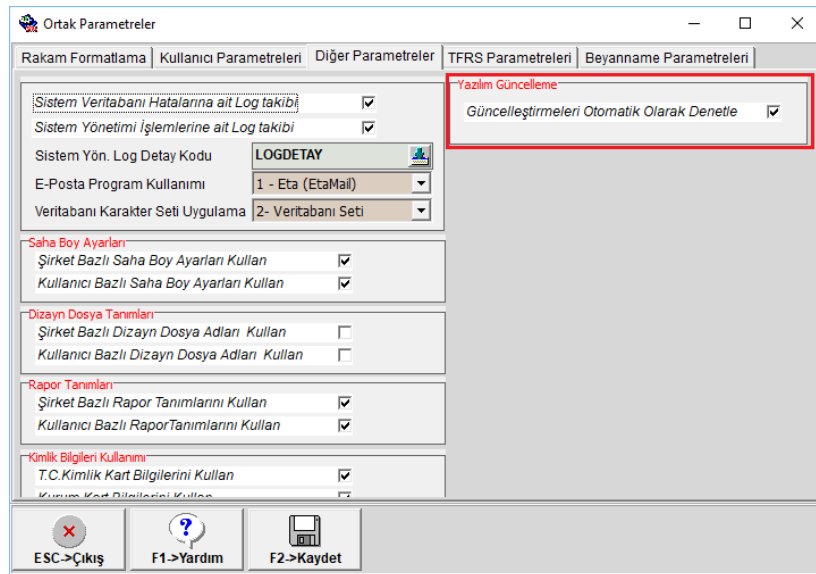 Ortak Parametreler
Rakam Formatlama
Kullanıcı Parametreleri
Diğer Parametreler
TFRS Parametreleri
Beyanname Parametreleri
Sistem Veritabanı Hatalarına ait Log takibi
Sistem Yönetimi İşlemlerine ait Log takibi
Sistem Yön. Log Detay Kodu LOGDETAY
E-Posta Program Kullanımı 1 - Eta (EtaMail)
Veritabanı Karakter Seti Uygulama 2- Veritabanı Seti
Saha Boy Ayarları
Şirket Bazlı Saha Boy Ayarları Kullan
Kullanıcı Bazlı Saha Boy Ayarları Kullan
Dizayn Dosya Tanımları
Şirket Bazlı Dizayn Dosya Adları Kullan
Kullanıcı Bazlı Dizayn Dosya Adları Kullan
Rapor Tanımları
Şirket Bazlı Rapor Tanımlarını Kullan
Kullanıcı Bazlı RaporTanımlarını Kullan
Kimlik Bilgileri Kullanımı
T.C.Kimlik Kart Bilgilerini Kullan
Kurum Kart Bilgilerini Kullan
Yazılım Güncelleme
Güncelleştirmeleri Otomatik Olarak Denetle
ESC->Çıkış
F1->Yardım
F2->Kaydet